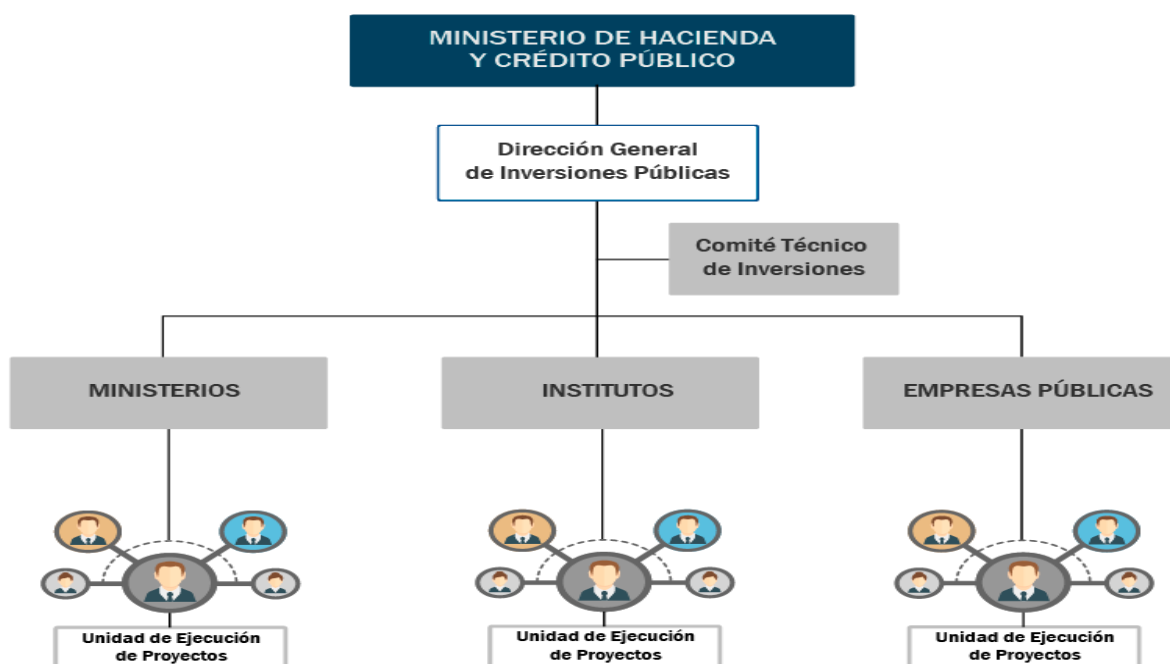 MINISTERIO DE HACIENDA
Y CRÉDITO PÚBLICO
Dirección General
de Inversiones Públicas
Comité Técnico
de Inversiones
MINISTERIOS
INSTITUTOS
EMPRESAS PÚBLICAS
Unidad de Ejecución
de Proyectos
Unidad de Ejecución
de Proyectos
Unidad de Ejecución
de Proyectos